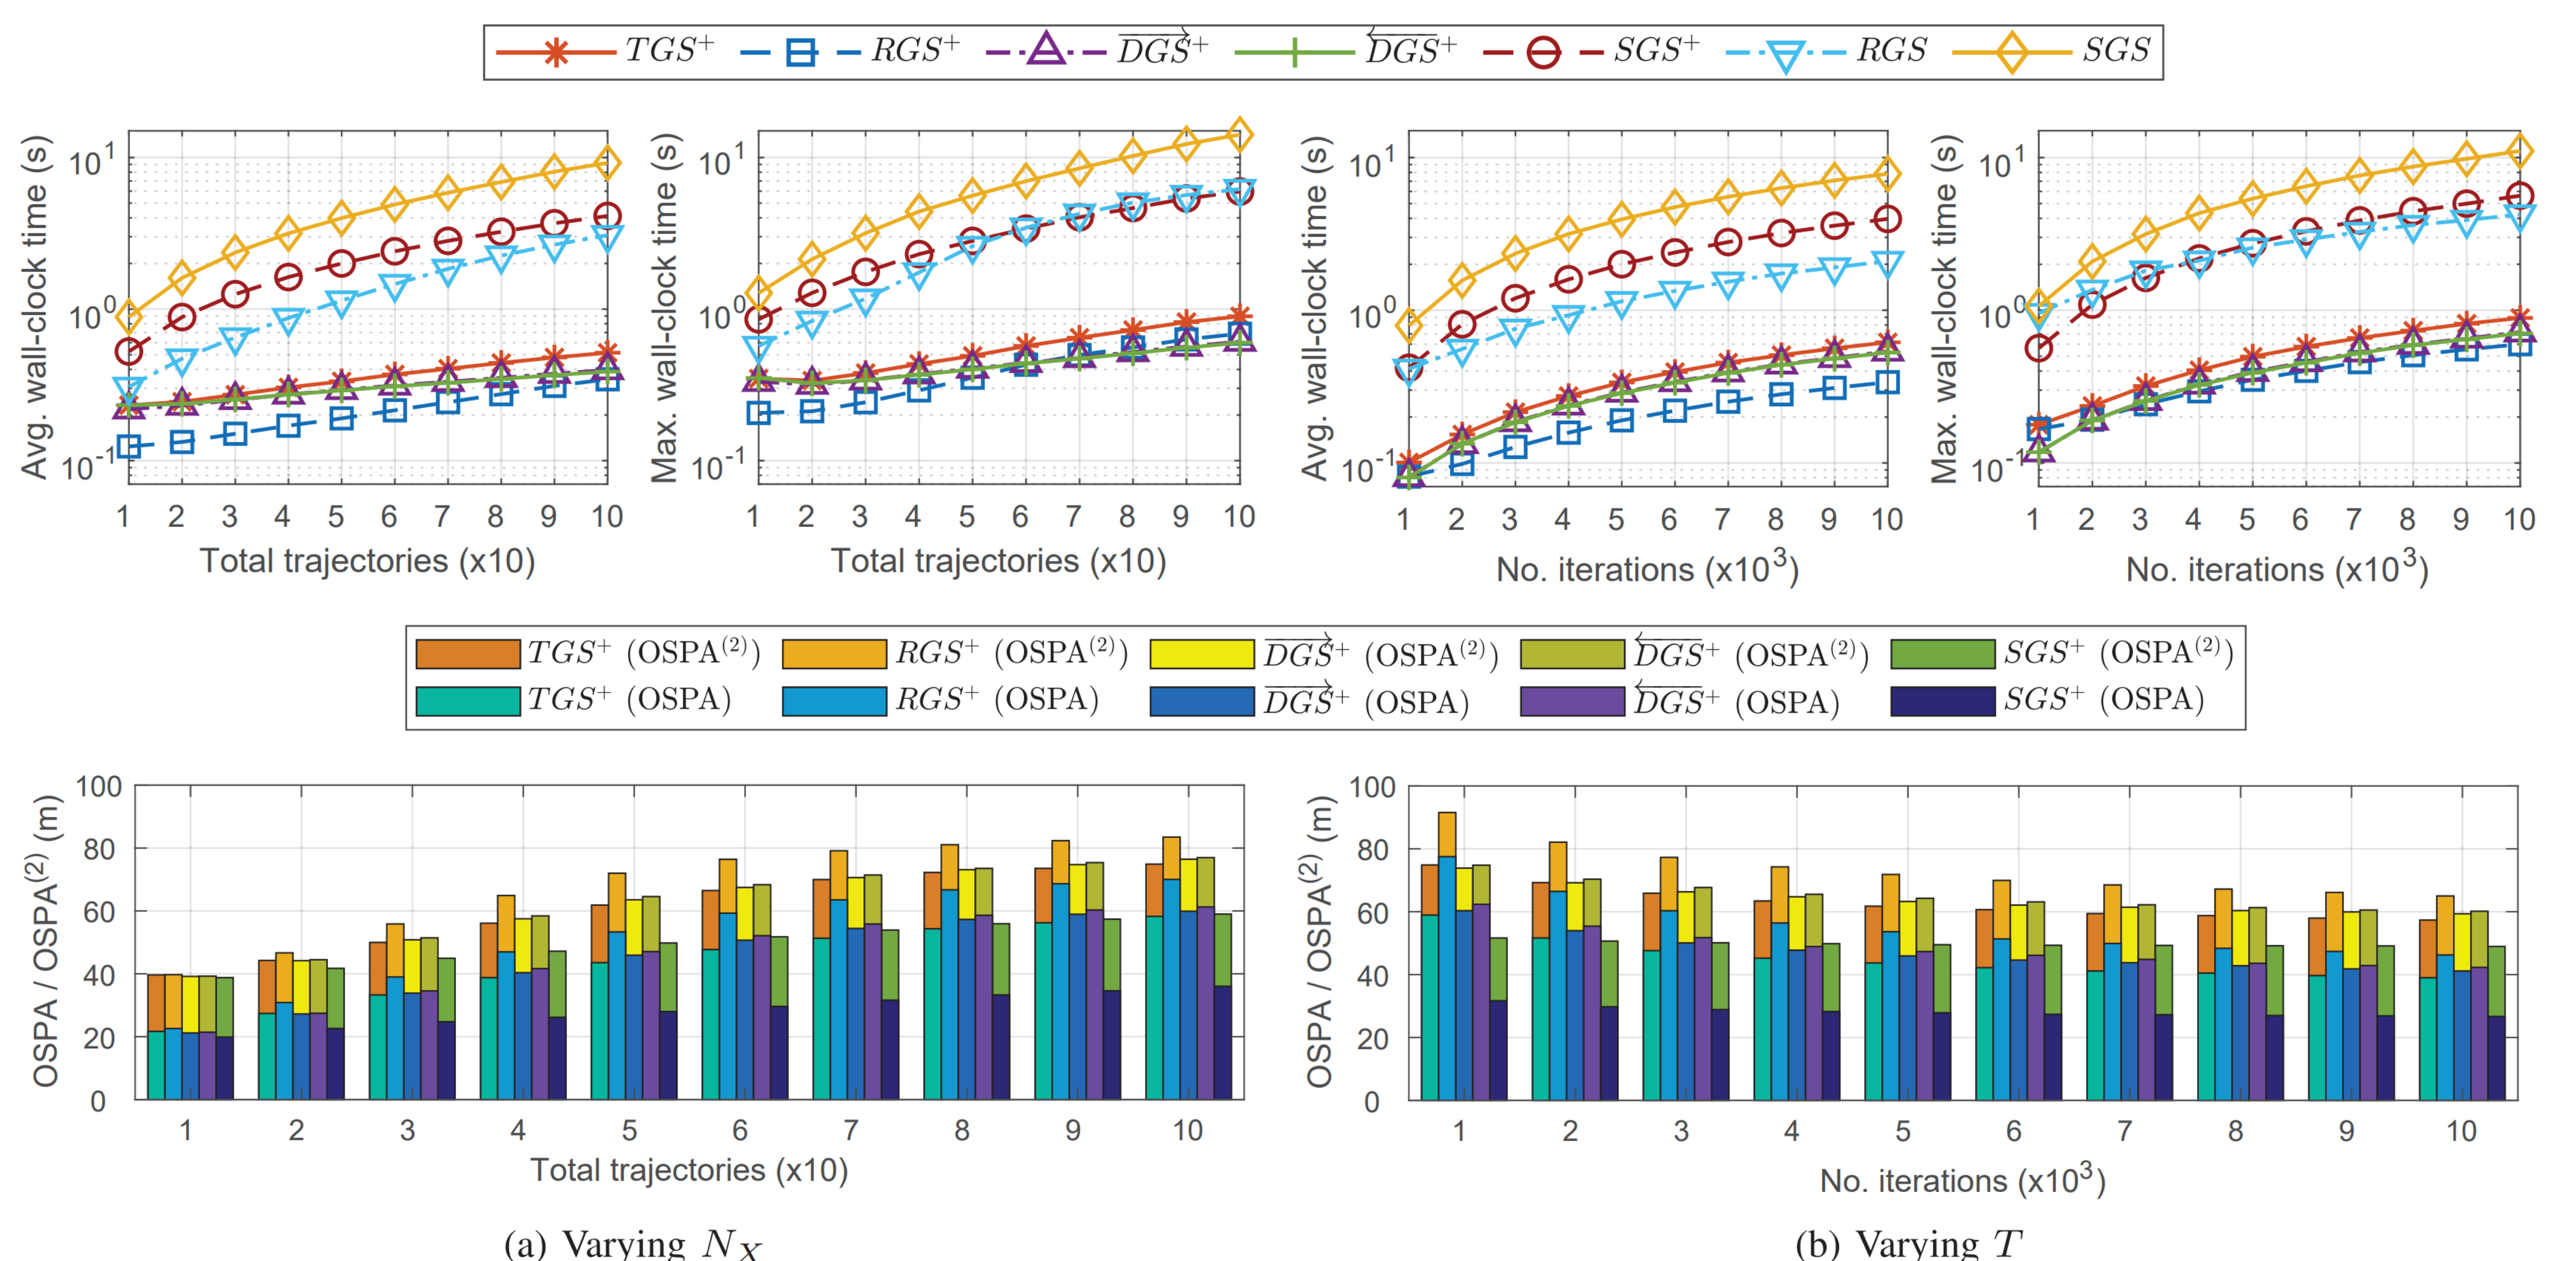 TGS⁺ RGS⁺ \overrightarrow{DGS}⁺ \overleftarrow{DGS}⁺ SGS⁺ RGS SGS
Avg. wall-clock time (s)
10¹
10⁰
10⁻¹
1 2 3 4 5 6 7 8 9 10
Total trajectories (x10)
Max. wall-clock time (s)
10¹
10⁰
10⁻¹
1 2 3 4 5 6 7 8 9 10
Total trajectories (x10)
Avg. wall-clock time (s)
10¹
10⁰
10⁻¹
1 2 3 4 5 6 7 8 9 10
No. iterations (x10³)
Max. wall-clock time (s)
10¹
10⁰
10⁻¹
1 2 3 4 5 6 7 8 9 10
No. iterations (x10³)
TGS⁺ (OSPA⁽²⁾) RGS⁺ (OSPA⁽²⁾) \overrightarrow{DGS}⁺ (OSPA⁽²⁾) \overleftarrow{DGS}⁺ (OSPA⁽²⁾) SGS⁺ (OSPA⁽²⁾)
TGS⁺ (OSPA) RGS⁺ (OSPA) \overrightarrow{DGS}⁺ (OSPA) \overleftarrow{DGS}⁺ (OSPA) SGS⁺ (OSPA)
OSPA / OSPA⁽²⁾ (m)
100
80
60
40
20
0
1 2 3 4 5 6 7 8 9 10
Total trajectories (x10)
(a) Varying N_X
OSPA / OSPA⁽²⁾ (m)
100
80
60
40
20
0
1 2 3 4 5 6 7 8 9 10
No. iterations (x10³)
(b) Varying T